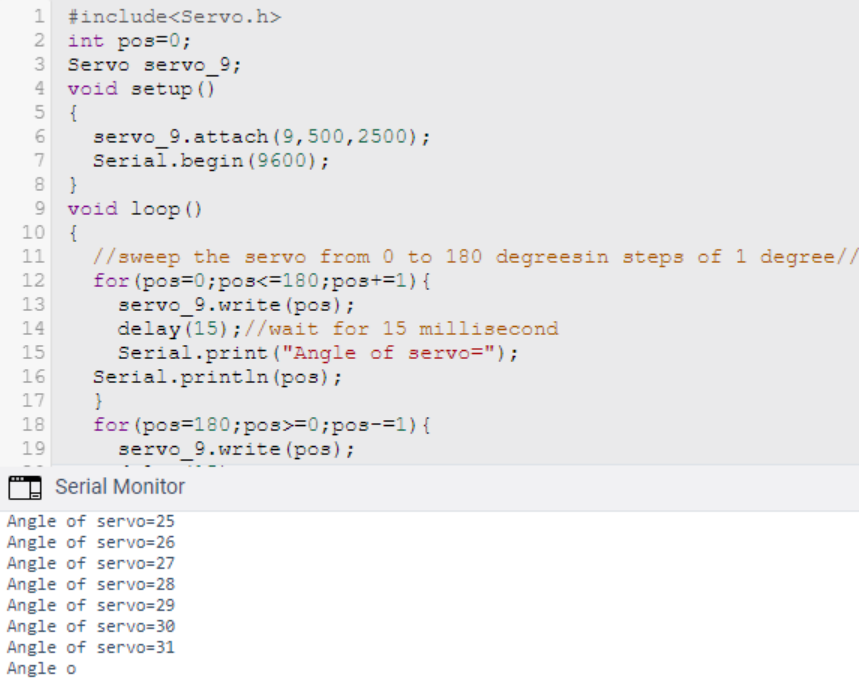 1 #include<Servo.h>
2 int pos=0;
3 Servo servo_9;
4 void setup()
5 {
6 servo_9.attach(9,500,2500);
7 Serial.begin(9600);
8 }
9 void loop()
10 {
11 //sweep the servo from 0 to 180 degreesin steps of 1 degree//
12 for(pos=0;pos<=180;pos+=1){
13 servo_9.write(pos);
14 delay(15);//wait for 15 millisecond
15 Serial.print("Angle of servo=");
16 Serial.println(pos);
17 }
18 for(pos=180;pos>=0;pos-=1){
19 servo_9.write(pos);
Serial Monitor
Angle of servo=25
Angle of servo=26
Angle of servo=27
Angle of servo=28
Angle of servo=29
Angle of servo=30
Angle of servo=31
Angle o